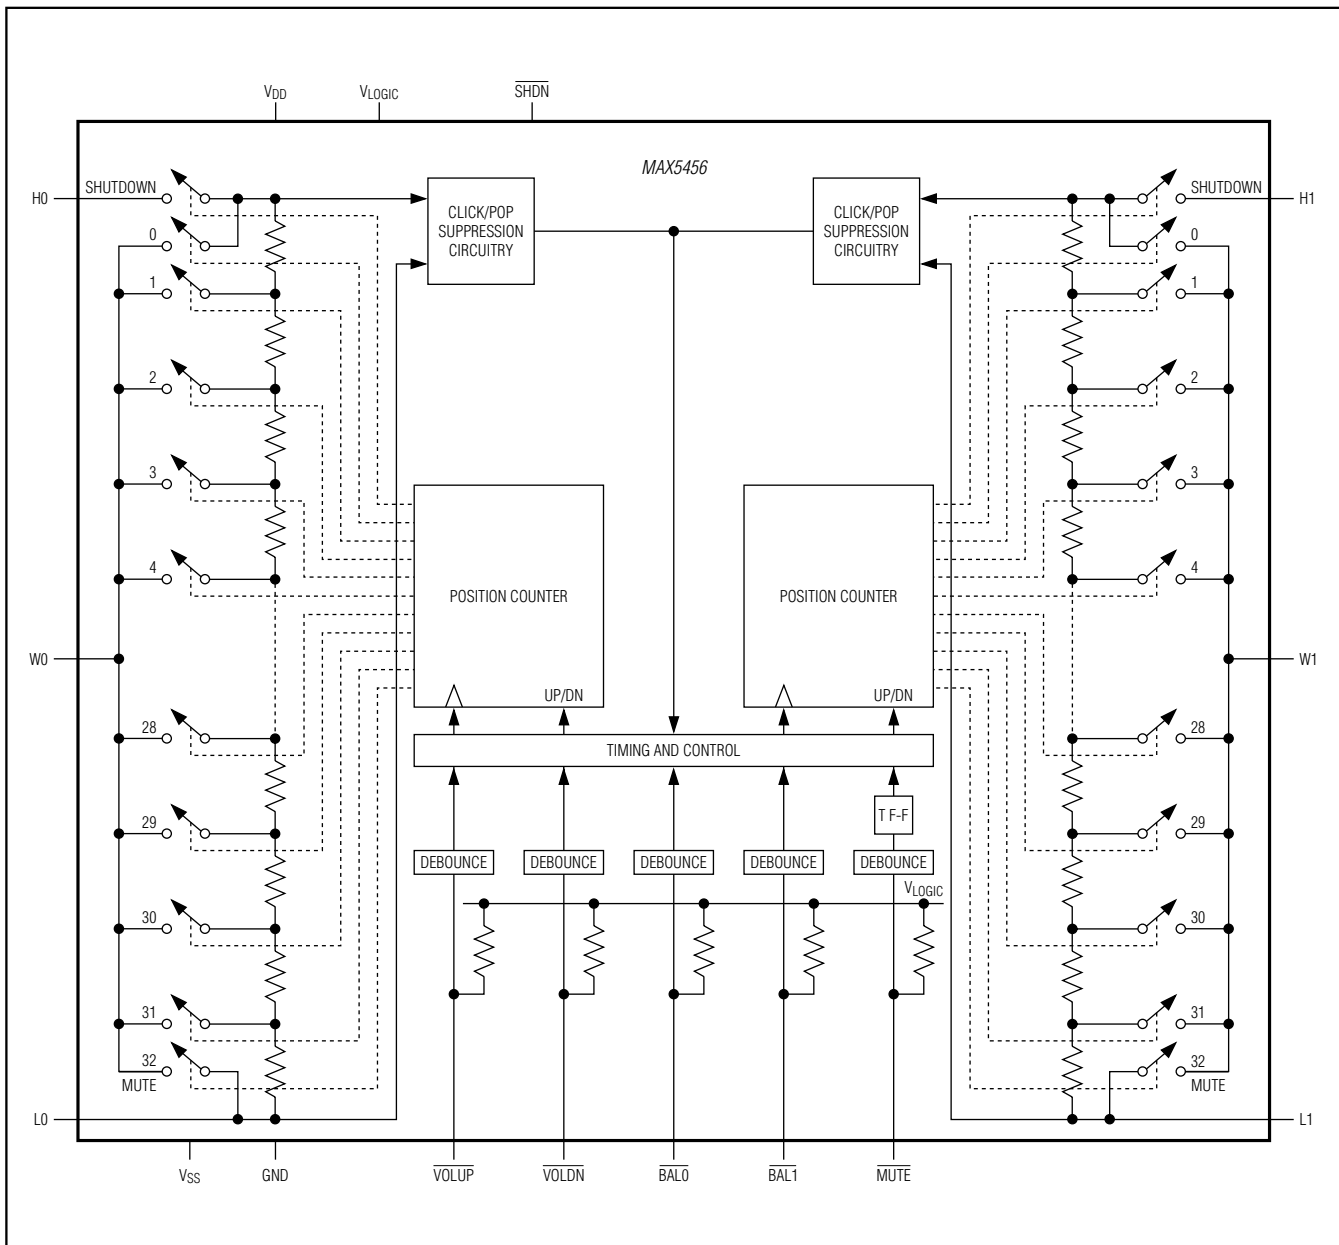 VDD
VLOGIC
SHDN
MAX5456
H0
SHUTDOWN
CLICK/POP
SUPPRESSION
CIRCUITRY
CLICK/POP
SUPPRESSION
CIRCUITRY
SHUTDOWN
H1
0
0
1
1
2
2
3
3
4
4
POSITION COUNTER
POSITION COUNTER
W0
W1
UP/DN
UP/DN
28
28
TIMING AND CONTROL
T F-F
29
29
DEBOUNCE
DEBOUNCE
DEBOUNCE
DEBOUNCE
DEBOUNCE
VLOGIC
30
30
31
31
32
MUTE
32
MUTE
L0
L1
VSS
GND
VOLUP
VOLDN
BAL0
BAL1
MUTE